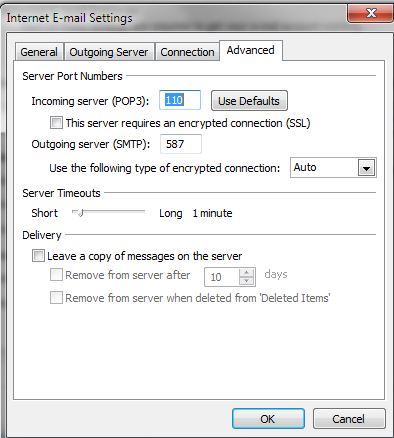 Internet E-mail Settings
General Outgoing Server Connection Advanced
Server Port Numbers
Incoming server (POP3): 110 Use Defaults
This server requires an encrypted connection (SSL)
Outgoing server (SMTP): 587
Use the following type of encrypted connection: Auto
Server Timeouts
Short Long 1 minute
Delivery
Leave a copy of messages on the server
Remove from server after 10 days
Remove from server when deleted from 'Deleted Items'
OK Cancel